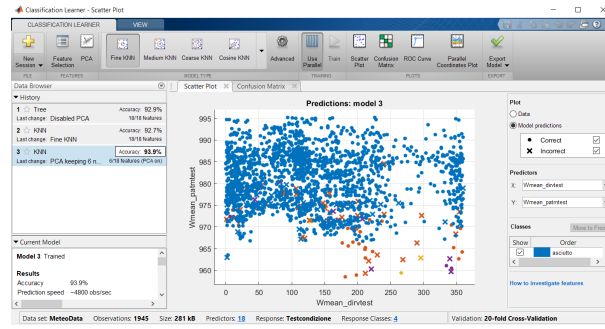 Classification Learner - Scatter Plot
CLASSIFICATION LEARNER
VIEW
New Session
Feature Selection
PCA
Fine KNN
Medium KNN
Coarse KNN
Cosine KNN
Advanced
Use Parallel
Train
Scatter Plot
Confusion Matrix
ROC Curve
Parallel Coordinates Plot
Export Model
FILE
FEATURES
MODEL TYPE
TRAINING
PLOTS
EXPORT
Data Browser
History
1 Tree Accuracy: 92.9%
Last change: Disabled PCA 18/18 features
2 KNN Accuracy: 92.7%
Last change: Fine KNN 18/18 features
3 KNN Accuracy: 93.9%
Last change: PCA keeping 6 n... 6/18 features (PCA on)
Current Model
Model 3 Trained
Results
Accuracy 93.9%
Prediction speed ~4800 obs/sec
Scatter Plot
Confusion Matrix
Predictions: model 3
995
990
985
980
975
970
965
960
Wmean_patmtest
0 50 100 150 200 250 300 350
Wmean_dirvtest
Plot
Data
Model predictions
Correct
Incorrect
Predictors
X: Wmean_dirvtest
Y: Wmean_patmtest
Classes
Move to Front
Show Order
asciutto
How to investigate features
Data set: MeteoData Observations: 1945 Size: 281 kB Predictors: 18 Response: Testcondizione Response Classes: 4 Validation: 20-fold Cross-Validation